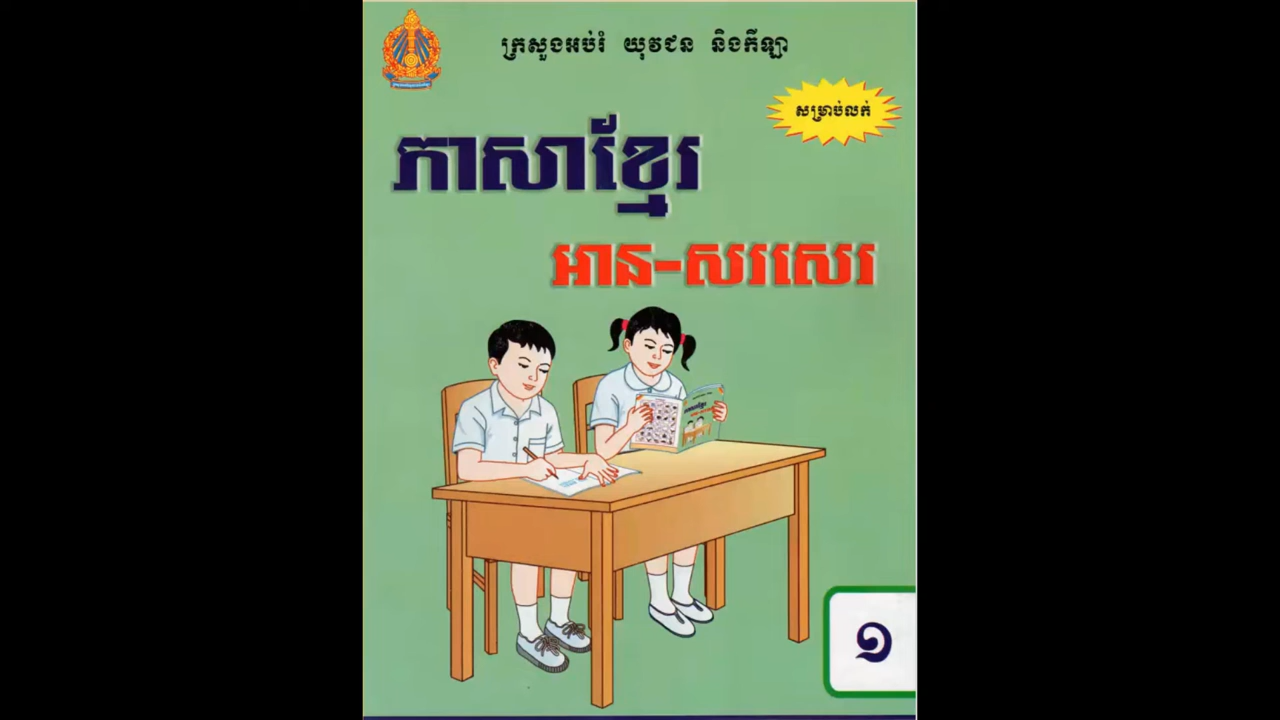 ក្រសួងអប់រំ យុវជន និងកីឡា
សម្រាប់លក់
ភាសាខ្មែរ
អាន-សរសេរ
១